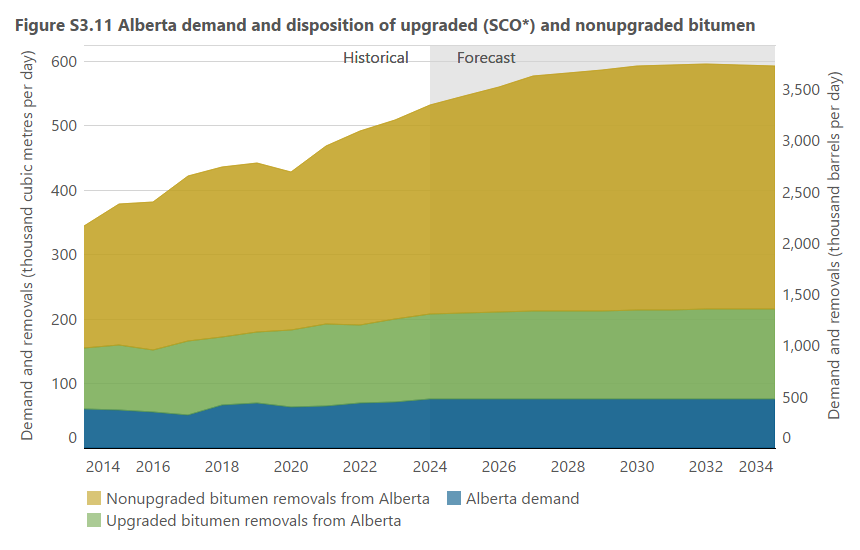 Figure S3.11 Alberta demand and disposition of upgraded (SCO*) and nonupgraded bitumen
Historical
Forecast
Demand and removals (thousand cubic metres per day)
600
500
400
300
200
100
0
3,500
3,000
2,500
2,000
1,500
1,000
500
0
Demand and removals (thousand barrels per day)
2014 2016 2018 2020 2022 2024 2026 2028 2030 2032 2034
Nonupgraded bitumen removals from Alberta
Alberta demand
Upgraded bitumen removals from Alberta